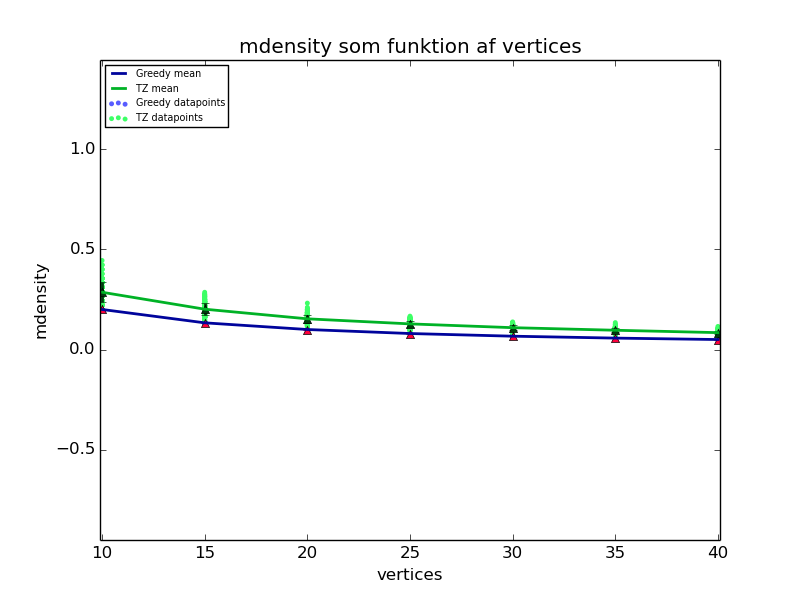 mdensity som funktion af vertices
Greedy mean
TZ mean
Greedy datapoints
TZ datapoints
1.0
0.5
0.0
−0.5
mdensity
10 15 20 25 30 35 40
vertices